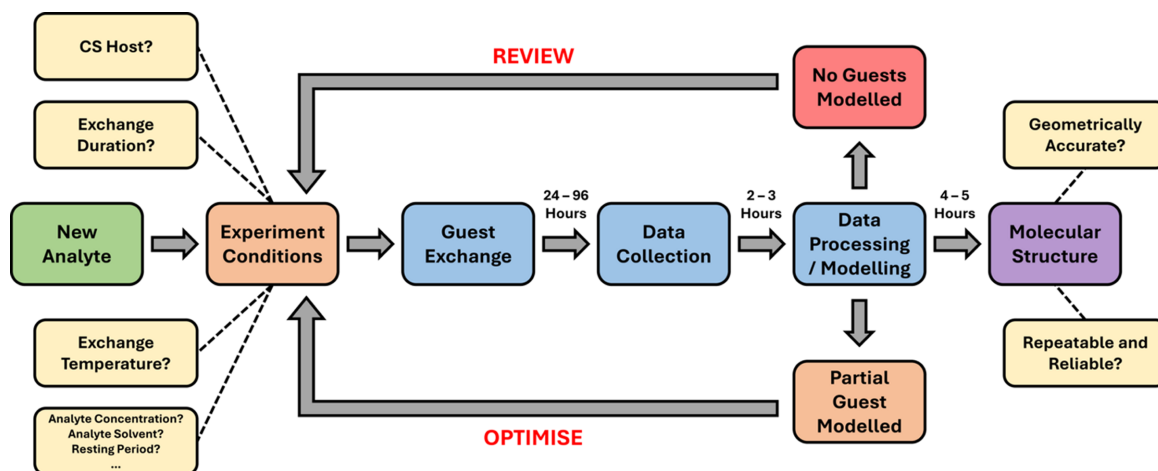 CS Host?
REVIEW
No Guests
Modelled
Exchange
Duration?
Geometrically
Accurate?
24 – 96
Hours
2 – 3
Hours
4 – 5
Hours
New
Analyte
Experiment
Conditions
Guest
Exchange
Data
Collection
Data
Processing
/ Modelling
Molecular
Structure
Exchange
Temperature?
Repeatable and
Reliable?
Partial
Guest
Modelled
Analyte Concentration?
Analyte Solvent?
Resting Period?
...
OPTIMISE